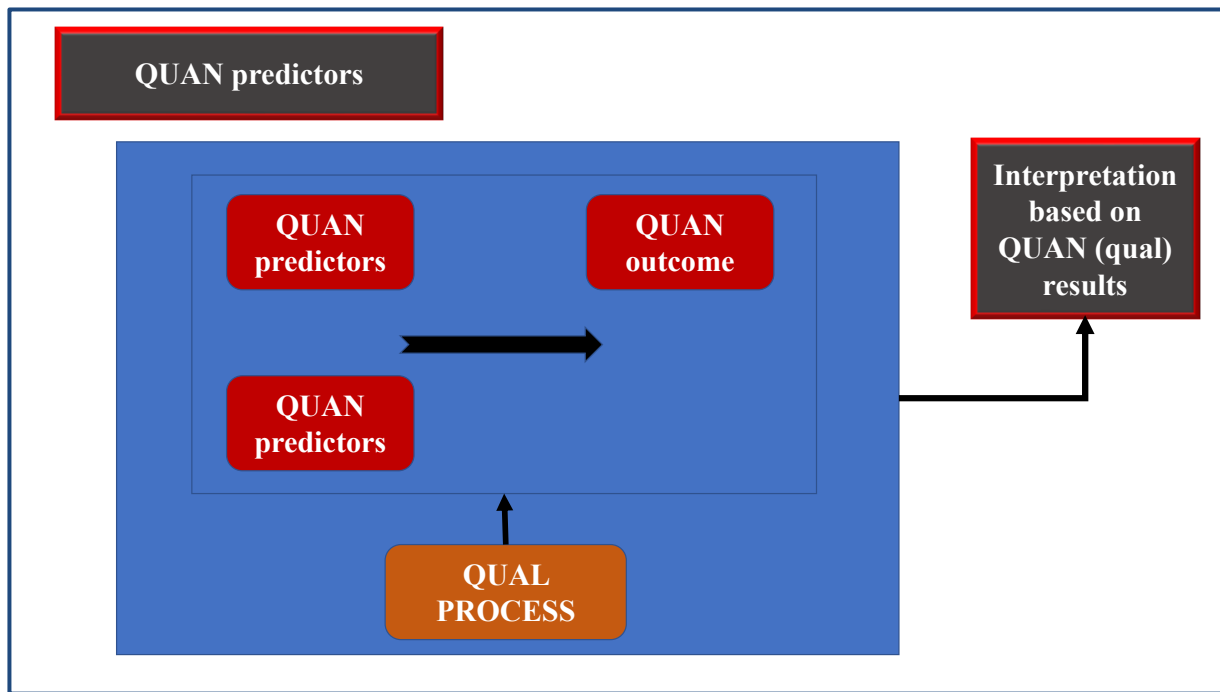 QUAN predictors
QUAN
predictors
QUAN
outcome
QUAN
predictors
QUAL
PROCESS
Interpretation
based on
QUAN (qual)
results